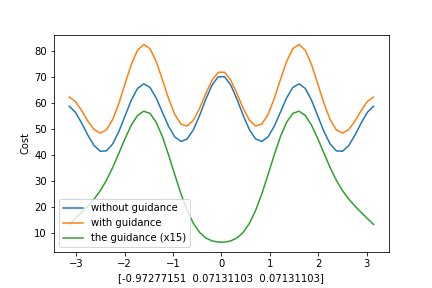 80
70
60
50
40
30
20
10
Cost
without guidance
with guidance
the guidance (x15)
−3 −2 −1 0 1 2 3
[-0.97277151 0.07131103 0.07131103]